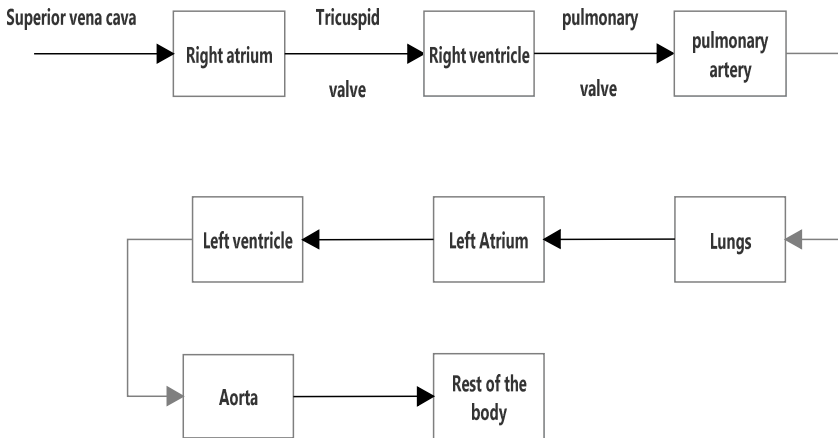 Superior vena cava
Right atrium
Tricuspid
valve
Right ventricle
pulmonary
valve
pulmonary
artery
Left ventricle
Left Atrium
Lungs
Aorta
Rest of the
body